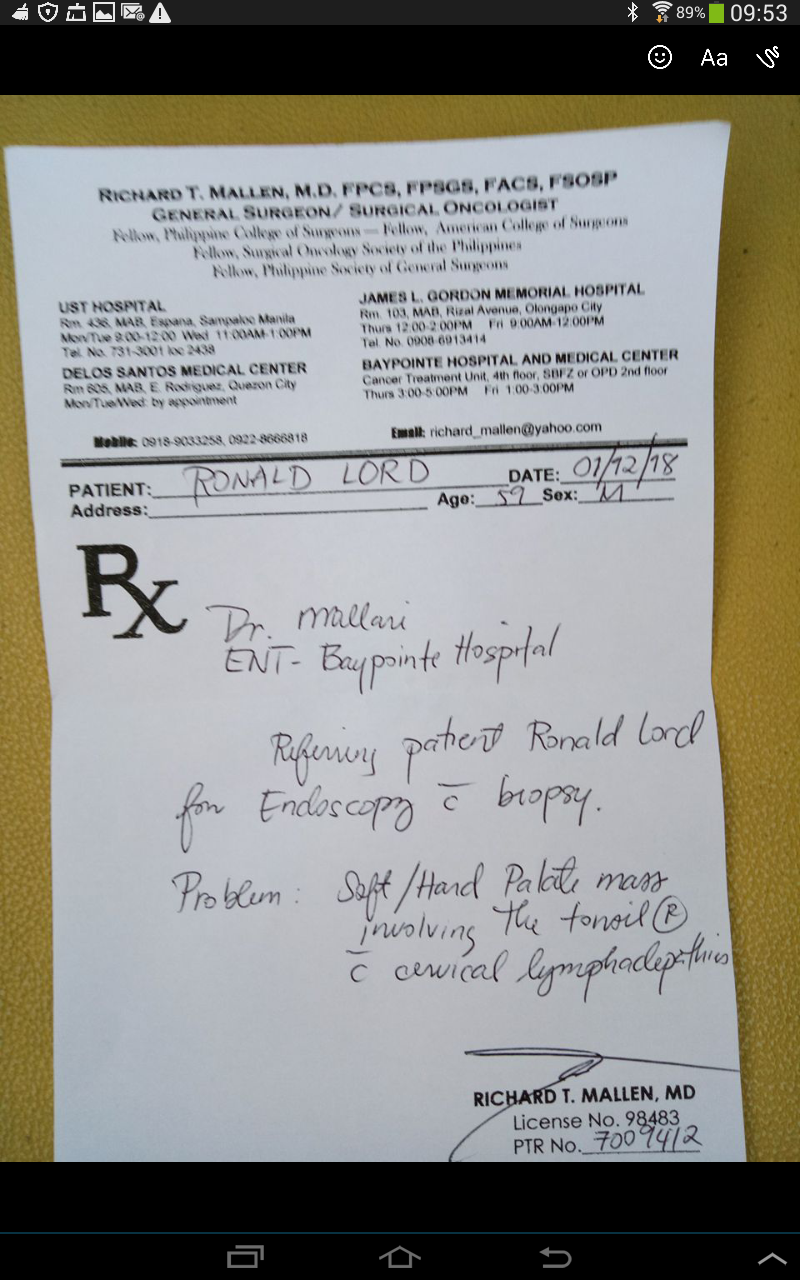 89% 09:53
Aa
RICHARD T. MALLEN, M.D. FPCS, FPSGS, FACS, FSOSP
GENERAL SURGEON/ SURGICAL ONCOLOGIST
Fellow, Philippine College of Surgeons — Fellow, American College of Surgeons
Fellow, Surgical Oncology Society of the Philippines
Fellow, Philippine Society of General Surgeons
UST HOSPITAL
Rm. 436, MAB, Espana, Sampaloc Manila
Mon/Tue 9:00-12:00 Wed 11:00AM-1:00PM
Tel. No. 731-3001 loc 2438
DELOS SANTOS MEDICAL CENTER
Rm 605, MAB, E. Rodriguez, Quezon City
Mon/Tue/Wed: by appointment
JAMES L. GORDON MEMORIAL HOSPITAL
Rm. 103, MAB, Rizal Avenue, Olongapo City
Thurs 12:00-2:00PM Fri 9:00AM-12:00PM
Tel. No. 0908-6913414
BAYPOINTE HOSPITAL AND MEDICAL CENTER
Cancer Treatment Unit, 4th floor, SBFZ or OPD 2nd floor
Thurs 3:00-5:00PM Fri 1:00-3:00PM
Mobile: 0918-9033258, 0922-8666818
Email: richard_mallen@yahoo.com
PATIENT: RONALD LORD DATE: 01/12/18
Address: Age: 59 Sex: M
Rx
Dr. Mallari
ENT- Baypointe Hospital
Referring patient Ronald Lord
for Endoscopy c̄ biopsy.
Problem: Soft/Hard Palate mass
involving the tonsil Ⓡ
c̄ cervical lymphadepathies
RICHARD T. MALLEN, MD
License No. 98483
PTR No. 7009412